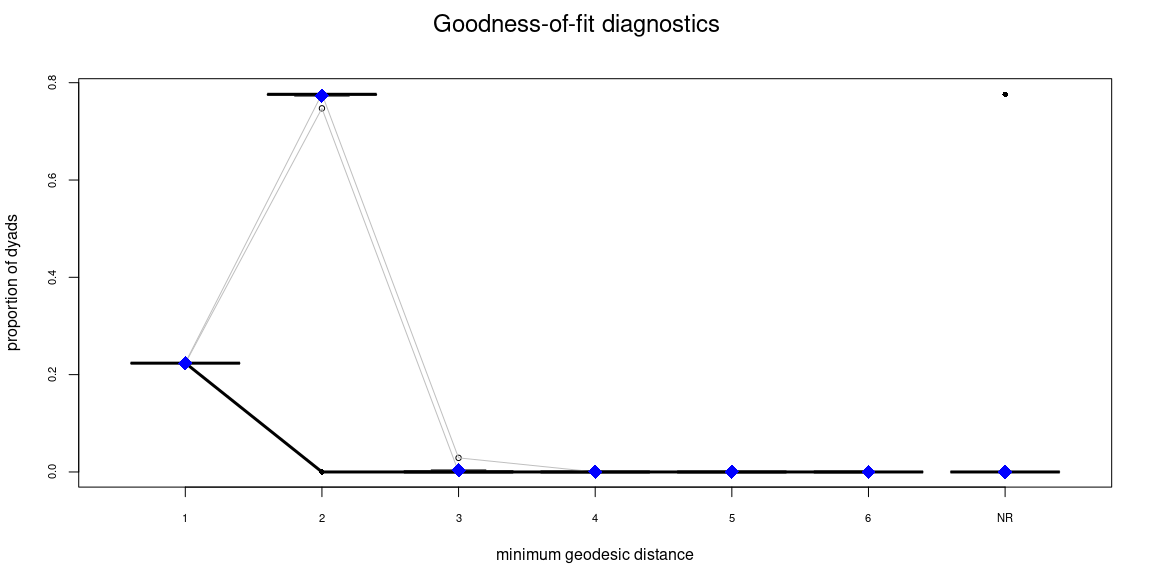 Goodness-of-fit diagnostics
proportion of dyads
0.8
0.6
0.4
0.2
0.0
1 2 3 4 5 6 NR
minimum geodesic distance